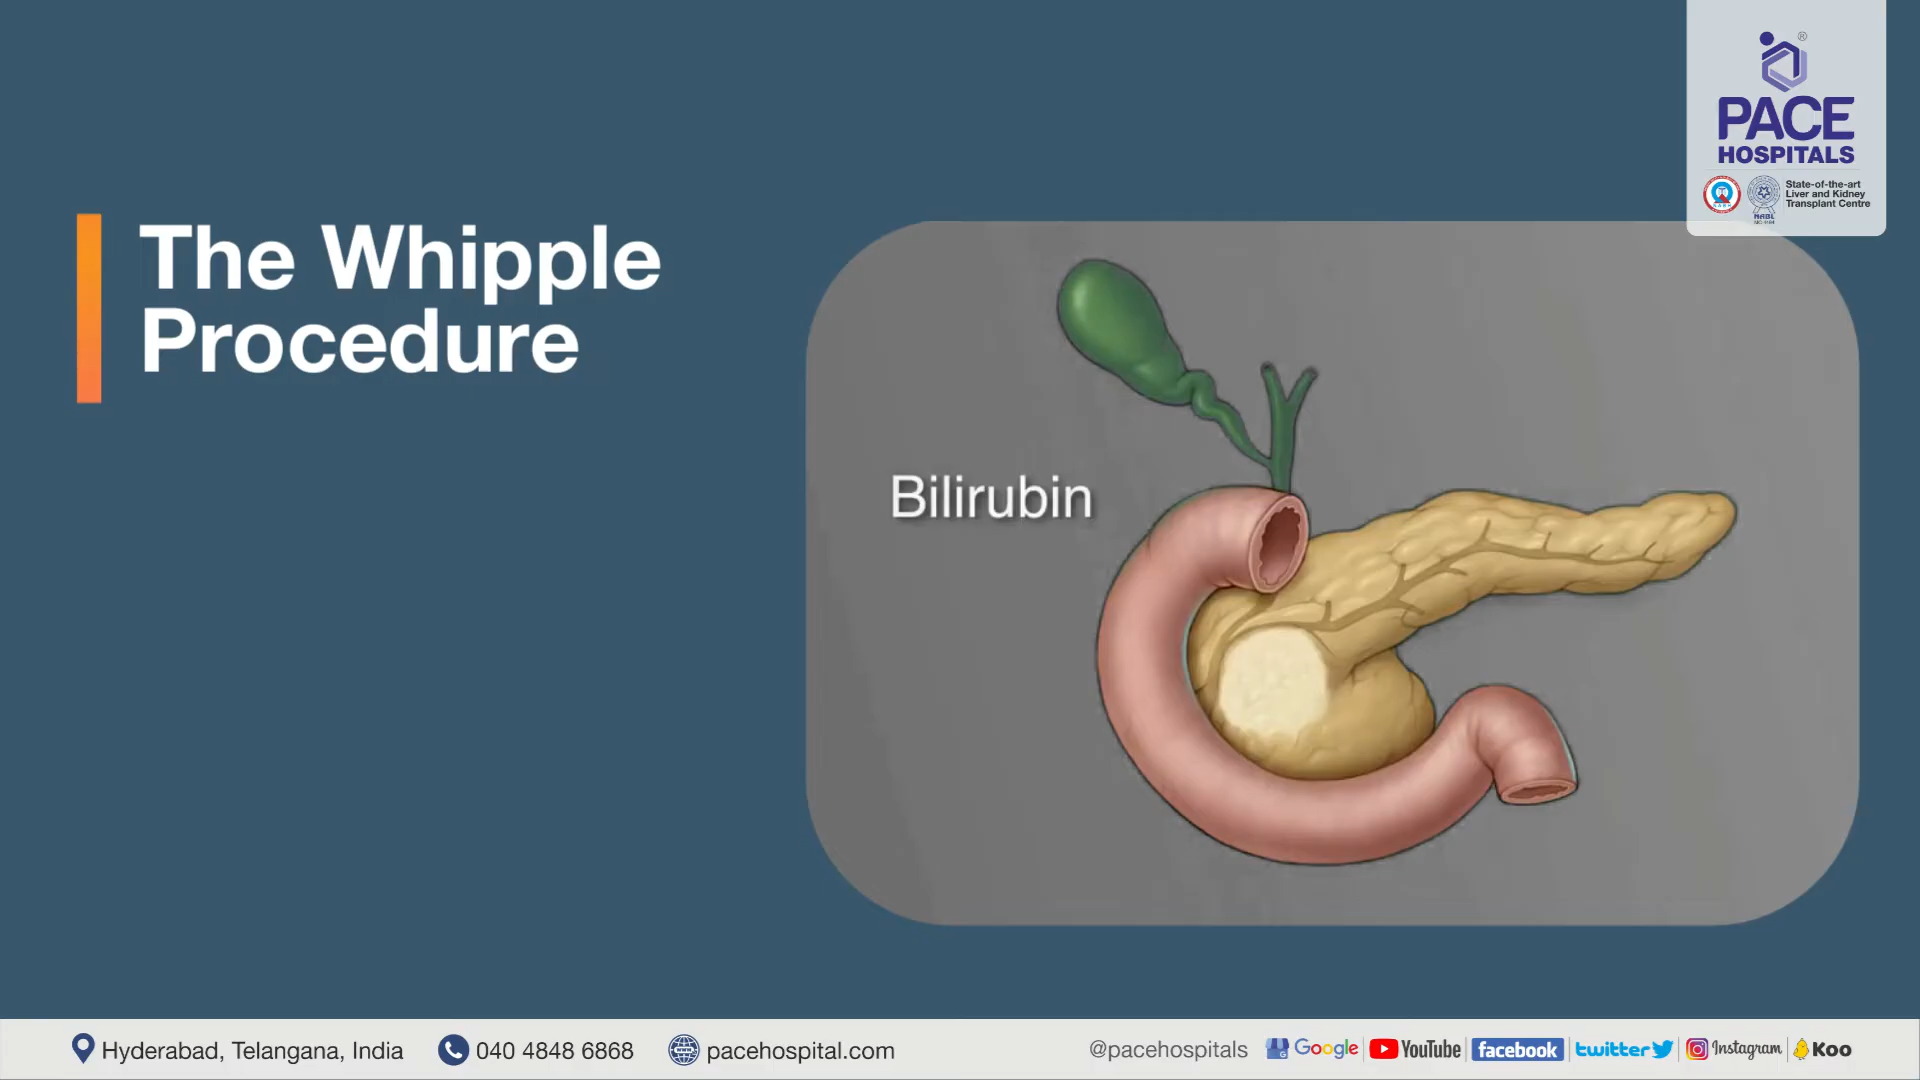 PACE
HOSPITALS
State-of-the-art
Liver and Kidney
Transplant Centre
NABL
The Whipple
Procedure
Bilirubin
Hyderabad, Telangana, India
040 4848 6868
pacehospital.com
@pacehospitals
Google
YouTube
facebook
twitter
Instagram
Koo